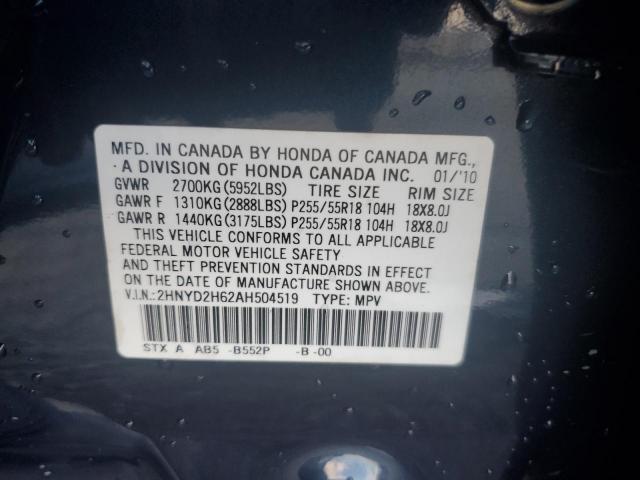 MFD. IN CANADA BY HONDA OF CANADA MFG.,
A DIVISION OF HONDA CANADA INC. 01/'10
GVWR 2700KG (5952LBS) TIRE SIZE RIM SIZE
GAWR F 1310KG (2888LBS) P255/55R18 104H 18X8.0J
GAWR R 1440KG (3175LBS) P255/55R18 104H 18X8.0J
THIS VEHICLE CONFORMS TO ALL APPLICABLE
FEDERAL MOTOR VEHICLE SAFETY
AND THEFT PREVENTION STANDARDS IN EFFECT
ON THE DATE OF MANUFACTURE SHOWN ABOVE.
V.I.N.: 2HNYD2H62AH504519 TYPE: MPV
STX A AB5 -B552P -B -00